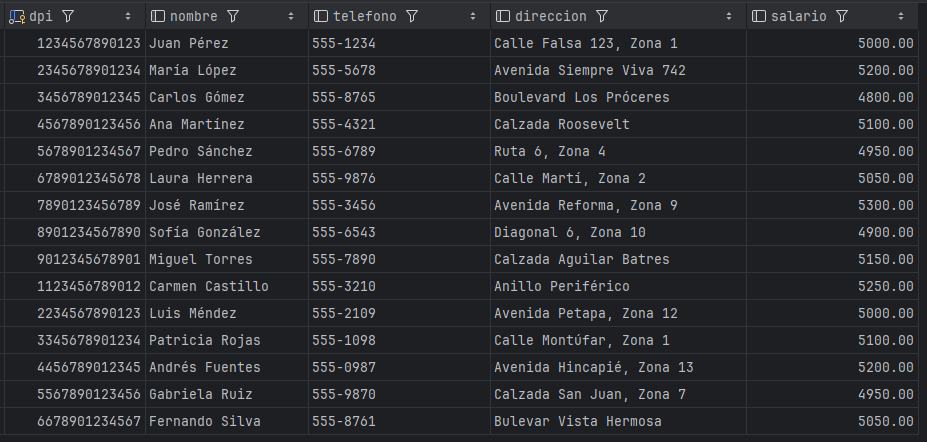 dpi nombre telefono direccion salario
1234567890123 Juan Pérez 555-1234 Calle Falsa 123, Zona 1 5000.00
2345678901234 María López 555-5678 Avenida Siempre Viva 742 5200.00
3456789012345 Carlos Gómez 555-8765 Boulevard Los Próceres 4800.00
4567890123456 Ana Martínez 555-4321 Calzada Roosevelt 5100.00
5678901234567 Pedro Sánchez 555-6789 Ruta 6, Zona 4 4950.00
6789012345678 Laura Herrera 555-9876 Calle Martí, Zona 2 5050.00
7890123456789 José Ramírez 555-3456 Avenida Reforma, Zona 9 5300.00
8901234567890 Sofía González 555-6543 Diagonal 6, Zona 10 4900.00
9012345678901 Miguel Torres 555-7890 Calzada Aguilar Batres 5150.00
1123456789012 Carmen Castillo 555-3210 Anillo Periférico 5250.00
2234567890123 Luis Méndez 555-2109 Avenida Petapa, Zona 12 5000.00
3345678901234 Patricia Rojas 555-1098 Calle Montúfar, Zona 1 5100.00
4456789012345 Andrés Fuentes 555-0987 Avenida Hincapié, Zona 13 5200.00
5567890123456 Gabriela Ruiz 555-9870 Calzada San Juan, Zona 7 4950.00
6678901234567 Fernando Silva 555-8761 Bulevar Vista Hermosa 5050.00